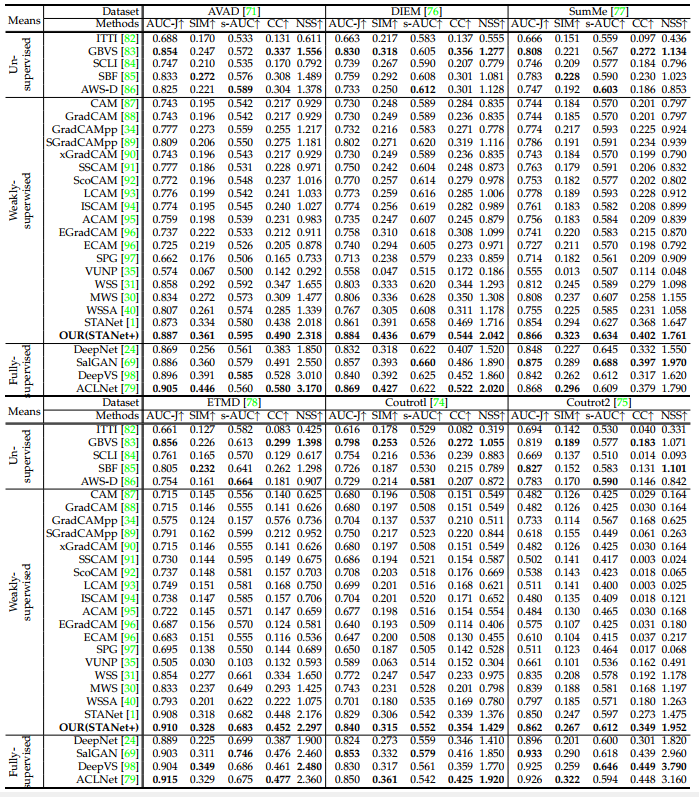 Means Dataset AVAD [71] DIEM [76] SumMe [77]
Methods AUC-J↑ SIM↑ s-AUC↑ CC↑ NSS↑ AUC-J↑ SIM↑ s-AUC↑ CC↑ NSS↑ AUC-J↑ SIM↑ s-AUC↑ CC↑ NSS↑
Un-supervised
ITTI [82] 0.688 0.170 0.533 0.131 0.611 0.663 0.217 0.583 0.137 0.555 0.666 0.151 0.559 0.097 0.436
GBVS [83] 0.854 0.247 0.572 0.337 1.556 0.830 0.318 0.605 0.356 1.277 0.808 0.221 0.567 0.272 1.134
SCLI [84] 0.747 0.210 0.535 0.170 0.792 0.739 0.267 0.590 0.207 0.779 0.746 0.209 0.577 0.184 0.796
SBF [85] 0.833 0.272 0.576 0.308 1.489 0.759 0.292 0.608 0.301 1.081 0.783 0.228 0.590 0.230 1.023
AWS-D [86] 0.825 0.221 0.589 0.304 1.378 0.733 0.250 0.612 0.301 1.128 0.747 0.192 0.603 0.186 0.853
Weakly-supervised
CAM [87] 0.743 0.195 0.542 0.217 0.929 0.730 0.248 0.589 0.284 0.835 0.744 0.184 0.570 0.201 0.797
GradCAM [88] 0.743 0.196 0.542 0.217 0.929 0.730 0.249 0.589 0.236 0.835 0.744 0.185 0.570 0.201 0.797
GradCAMpp [34] 0.777 0.273 0.559 0.255 1.217 0.732 0.216 0.583 0.271 0.778 0.774 0.217 0.593 0.225 0.924
SGradCAMpp [89] 0.809 0.206 0.550 0.275 1.181 0.802 0.271 0.620 0.319 1.116 0.786 0.191 0.591 0.234 0.939
xGradCAM [90] 0.743 0.196 0.543 0.217 0.929 0.730 0.249 0.589 0.236 0.835 0.743 0.184 0.570 0.199 0.790
SSCAM [91] 0.777 0.186 0.531 0.228 0.971 0.750 0.242 0.604 0.248 0.873 0.763 0.179 0.591 0.206 0.832
ScoCAM [92] 0.772 0.196 0.548 0.237 1.016 0.770 0.257 0.614 0.279 0.978 0.753 0.182 0.577 0.202 0.802
LCAM [93] 0.776 0.199 0.542 0.241 1.033 0.773 0.259 0.616 0.285 1.006 0.778 0.189 0.593 0.228 0.912
ISCAM [94] 0.774 0.195 0.545 0.240 1.027 0.774 0.256 0.619 0.282 0.989 0.761 0.183 0.582 0.208 0.899
ACAM [95] 0.759 0.198 0.539 0.231 0.983 0.735 0.247 0.607 0.245 0.879 0.756 0.183 0.584 0.209 0.839
EGradCAM [96] 0.737 0.222 0.533 0.212 0.911 0.758 0.310 0.618 0.308 1.099 0.741 0.220 0.583 0.215 0.870
ECAM [96] 0.725 0.219 0.526 0.205 0.878 0.740 0.294 0.605 0.273 0.971 0.727 0.211 0.570 0.198 0.792
SPG [97] 0.662 0.176 0.506 0.165 0.733 0.713 0.238 0.579 0.233 0.859 0.714 0.182 0.561 0.209 0.909
VUNP [35] 0.574 0.067 0.500 0.142 0.292 0.558 0.047 0.515 0.172 0.186 0.555 0.013 0.507 0.114 0.048
WSS [31] 0.858 0.292 0.592 0.347 1.655 0.803 0.333 0.620 0.344 1.293 0.812 0.245 0.589 0.279 1.098
MWS [30] 0.834 0.272 0.573 0.309 1.477 0.806 0.336 0.628 0.350 1.308 0.808 0.237 0.607 0.258 1.155
WSSA [40] 0.807 0.261 0.574 0.285 1.339 0.767 0.305 0.608 0.311 1.178 0.755 0.238 0.582 0.234 1.032
STANet [1] 0.873 0.334 0.580 0.438 2.018 0.861 0.391 0.658 0.469 1.716 0.854 0.294 0.627 0.368 1.647
OUR(STANet+) 0.887 0.361 0.595 0.490 2.318 0.884 0.436 0.679 0.544 2.042 0.866 0.323 0.634 0.402 1.761
Fully-supervised
DeepNet [24] 0.869 0.256 0.561 0.383 1.850 0.832 0.318 0.622 0.407 1.520 0.848 0.227 0.645 0.332 1.550
SalGAN [69] 0.886 0.360 0.579 0.491 2.550 0.857 0.393 0.660 0.486 1.890 0.875 0.289 0.688 0.397 1.970
DeepVS [98] 0.896 0.391 0.585 0.528 3.010 0.840 0.392 0.625 0.452 1.860 0.842 0.262 0.612 0.317 1.620
ACLNet [79] 0.905 0.446 0.560 0.580 3.170 0.869 0.427 0.622 0.522 2.020 0.868 0.296 0.609 0.379 1.790
Means Dataset ETMD [78] Coutrotl [74] Coutrot2 [75]
Methods AUC-J↑ SIM↑ s-AUC↑ CC↑ NSS↑ AUC-J↑ SIM↑ s-AUC↑ CC↑ NSS↑ AUC-J↑ SIM↑ s-AUC↑ CC↑ NSS↑
Un-supervised
ITTI [82] 0.661 0.127 0.582 0.083 0.425 0.616 0.178 0.529 0.082 0.319 0.694 0.142 0.530 0.040 0.331
GBVS [83] 0.856 0.226 0.613 0.299 1.398 0.798 0.253 0.526 0.272 1.055 0.819 0.189 0.577 0.183 1.071
SCLI [84] 0.761 0.165 0.570 0.129 0.617 0.754 0.216 0.536 0.239 0.883 0.669 0.137 0.510 0.014 0.093
SBF [85] 0.805 0.232 0.641 0.262 1.298 0.726 0.187 0.530 0.215 0.789 0.827 0.152 0.583 0.131 1.101
AWS-D [86] 0.754 0.161 0.664 0.181 0.907 0.729 0.214 0.581 0.207 0.872 0.783 0.170 0.590 0.146 0.842
Weakly-supervised
CAM [87] 0.715 0.145 0.556 0.140 0.625 0.680 0.196 0.508 0.151 0.549 0.482 0.126 0.425 0.029 0.164
GradCAM [88] 0.715 0.146 0.555 0.141 0.626 0.680 0.197 0.508 0.151 0.549 0.482 0.126 0.425 0.030 0.164
GradCAMpp [34] 0.575 0.124 0.157 0.576 0.736 0.704 0.137 0.537 0.210 0.511 0.733 0.114 0.567 0.168 0.625
SGradCAMpp [89] 0.791 0.162 0.599 0.212 0.952 0.750 0.217 0.523 0.220 0.844 0.618 0.155 0.449 0.061 0.263
xGradCAM [90] 0.715 0.146 0.555 0.141 0.626 0.680 0.197 0.508 0.151 0.549 0.482 0.126 0.425 0.030 0.164
SSCAM [91] 0.730 0.144 0.595 0.149 0.675 0.686 0.194 0.521 0.154 0.587 0.502 0.141 0.417 0.003 0.024
ScoCAM [92] 0.737 0.148 0.581 0.157 0.703 0.708 0.203 0.518 0.176 0.669 0.538 0.143 0.423 0.018 0.065
LCAM [93] 0.749 0.151 0.581 0.168 0.750 0.699 0.201 0.516 0.168 0.621 0.511 0.141 0.400 0.003 0.025
ISCAM [94] 0.738 0.147 0.585 0.157 0.706 0.704 0.201 0.520 0.171 0.652 0.480 0.135 0.409 0.018 0.121
ACAM [95] 0.722 0.145 0.571 0.147 0.659 0.677 0.198 0.516 0.154 0.554 0.484 0.130 0.465 0.030 0.168
EGradCAM [96] 0.687 0.156 0.570 0.124 0.581 0.640 0.193 0.509 0.114 0.406 0.575 0.107 0.425 0.031 0.180
ECAM [96] 0.683 0.151 0.555 0.116 0.536 0.647 0.200 0.508 0.130 0.455 0.610 0.104 0.415 0.037 0.217
SPG [97] 0.695 0.138 0.550 0.144 0.689 0.650 0.187 0.505 0.142 0.528 0.511 0.123 0.464 0.017 0.068
VUNP [35] 0.505 0.030 0.103 0.132 0.593 0.589 0.063 0.514 0.152 0.304 0.661 0.101 0.536 0.162 0.491
WSS [31] 0.854 0.277 0.661 0.334 1.650 0.772 0.248 0.547 0.233 0.975 0.835 0.208 0.578 0.192 1.178
MWS [30] 0.833 0.237 0.649 0.293 1.425 0.743 0.231 0.528 0.201 0.798 0.839 0.188 0.581 0.168 1.197
WSSA [40] 0.793 0.201 0.622 0.222 1.075 0.701 0.180 0.535 0.169 0.780 0.797 0.185 0.571 0.180 1.180
STANet [1] 0.908 0.318 0.682 0.448 2.176 0.829 0.306 0.542 0.339 1.376 0.850 0.247 0.597 0.273 1.475
OUR(STANet+) 0.910 0.328 0.683 0.452 2.297 0.840 0.315 0.552 0.354 1.429 0.862 0.267 0.612 0.349 1.952
Fully-supervised
DeepNet [24] 0.889 0.225 0.699 0.387 1.900 0.824 0.273 0.559 0.346 1.410 0.896 0.201 0.600 0.301 1.820
SalGAN [69] 0.903 0.311 0.746 0.476 2.460 0.853 0.332 0.579 0.416 1.850 0.933 0.290 0.618 0.439 2.960
DeepVS [98] 0.904 0.349 0.686 0.461 2.480 0.830 0.317 0.561 0.359 1.770 0.925 0.259 0.646 0.449 3.790
ACLNet [79] 0.915 0.329 0.675 0.477 2.360 0.850 0.361 0.542 0.425 1.920 0.926 0.322 0.594 0.448 3.160